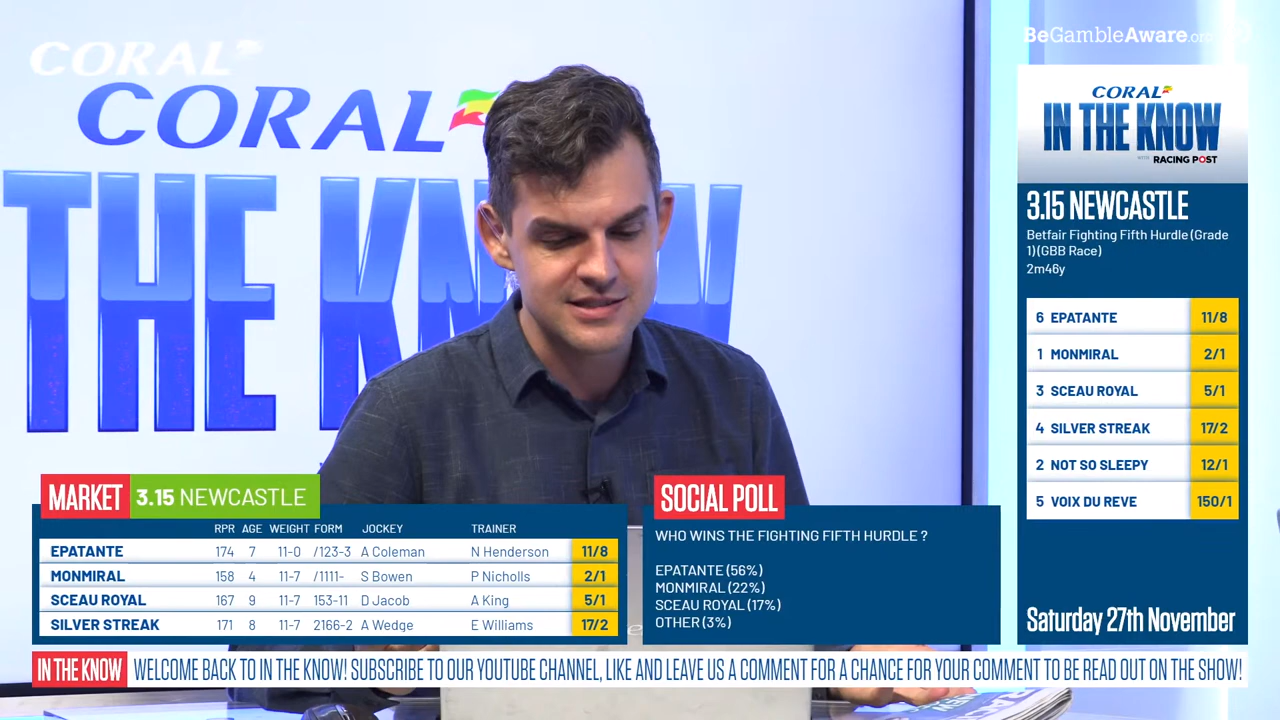 CORAL
BeGambleAware.org
CORAL
THE KNOW
CORAL
IN THE KNOW
WITH RACING POST
3.15 NEWCASTLE
Betfair Fighting Fifth Hurdle (Grade
1) (GBB Race)
2m46y
6 EPATANTE 11/8
1 MONMIRAL 2/1
3 SCEAU ROYAL 5/1
4 SILVER STREAK 17/2
2 NOT SO SLEEPY 12/1
5 VOIX DU REVE 150/1
Saturday 27th November
MARKET 3.15 NEWCASTLE
RPR AGE WEIGHT FORM JOCKEY TRAINER
EPATANTE 174 7 11-0 /123-3 A Coleman N Henderson 11/8
MONMIRAL 158 4 11-7 /1111- S Bowen P Nicholls 2/1
SCEAU ROYAL 167 9 11-7 153-11 D Jacob A King 5/1
SILVER STREAK 171 8 11-7 2166-2 A Wedge E Williams 17/2
SOCIAL POLL
WHO WINS THE FIGHTING FIFTH HURDLE ?
EPATANTE (56%)
MONMIRAL (22%)
SCEAU ROYAL (17%)
OTHER (3%)
IN THE KNOW WELCOME BACK TO IN THE KNOW! SUBSCRIBE TO OUR YOUTUBE CHANNEL, LIKE AND LEAVE US A COMMENT FOR A CHANCE FOR YOUR COMMENT TO BE READ OUT ON THE SHOW!